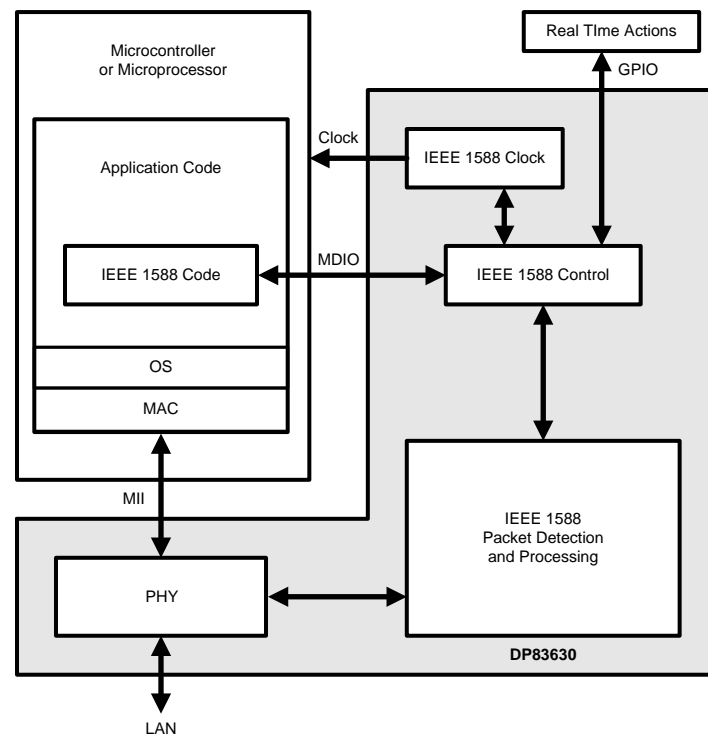 Microcontroller
or Microprocessor
Real TIme Actions
GPIO
Clock
IEEE 1588 Clock
Application Code
IEEE 1588 Code
MDIO
IEEE 1588 Control
OS
MAC
MII
IEEE 1588
Packet Detection
and Processing
PHY
DP83630
LAN